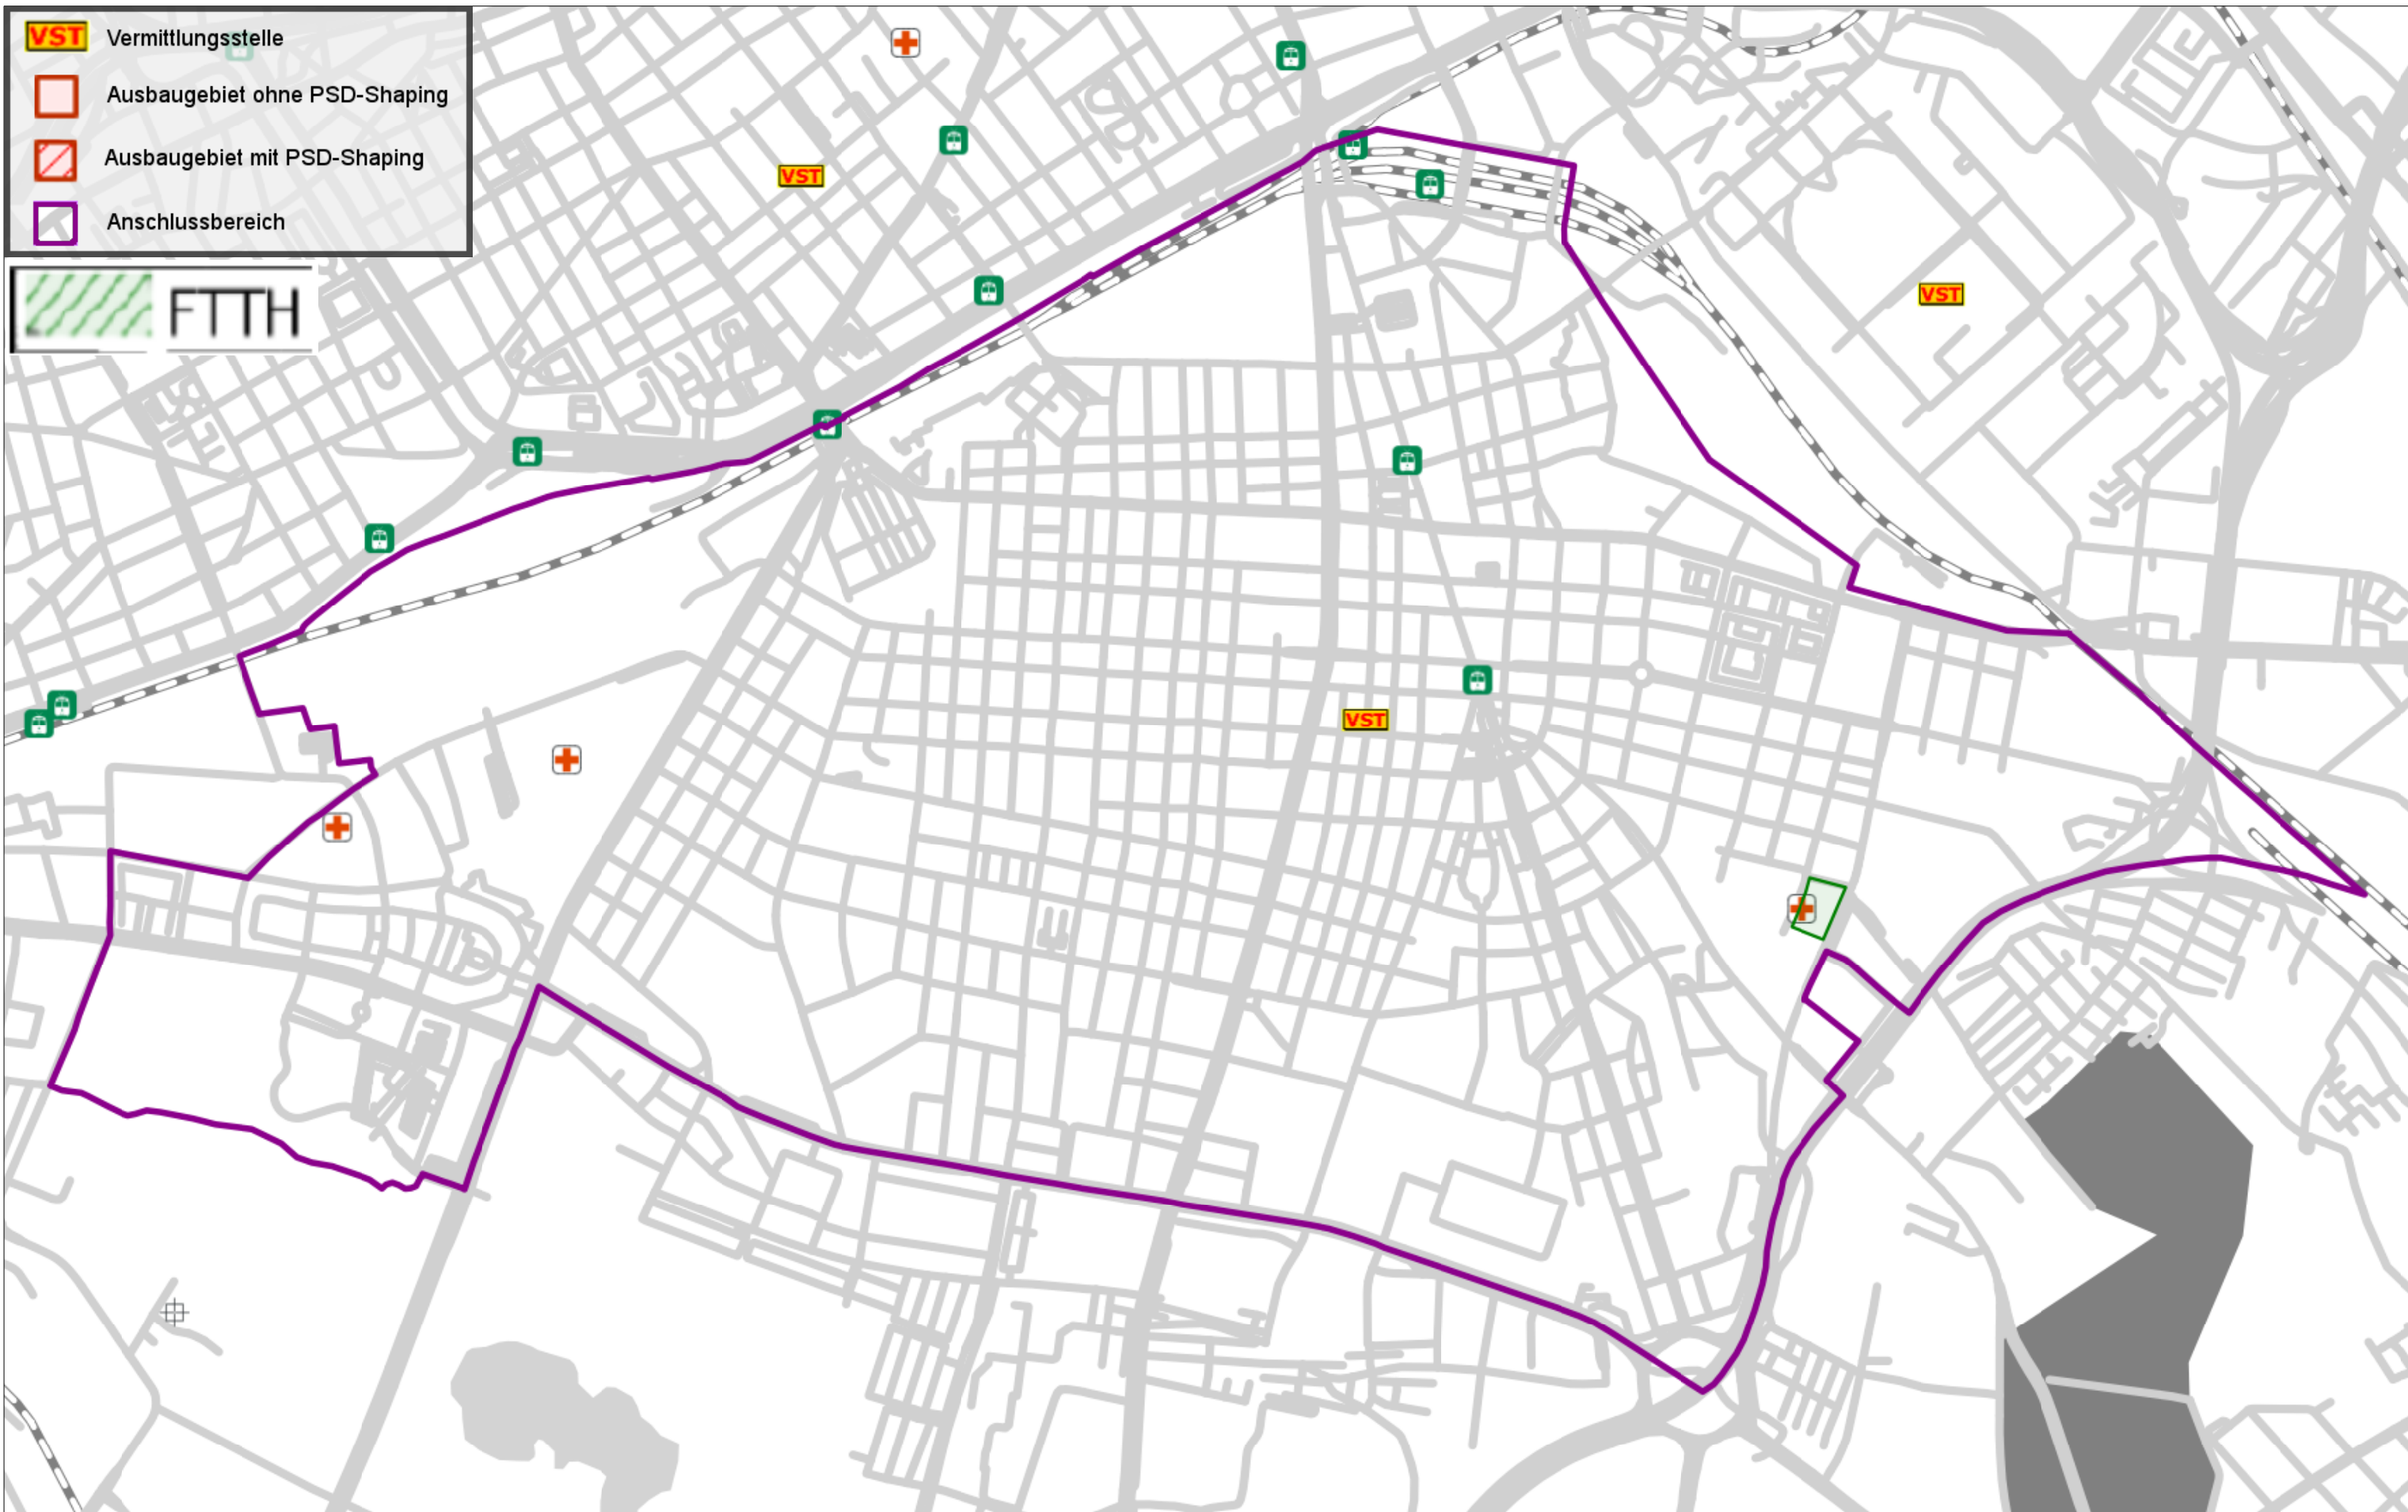 VST Vermittlungsstelle
Ausbaugebiet ohne PSD-Shaping
Ausbaugebiet mit PSD-Shaping
Anschlussbereich
FTTH
VST
VST
VST